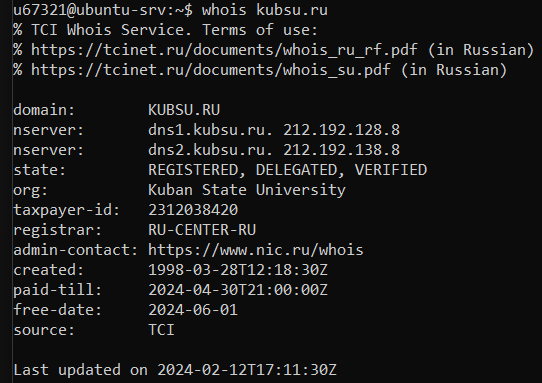 u67321@ubuntu-srv:~$ whois kubsu.ru
% TCI Whois Service. Terms of use:
% https://tcinet.ru/documents/whois_ru_rf.pdf (in Russian)
% https://tcinet.ru/documents/whois_su.pdf (in Russian)

domain:        KUBSU.RU
nserver:       dns1.kubsu.ru. 212.192.128.8
nserver:       dns2.kubsu.ru. 212.192.138.8
state:         REGISTERED, DELEGATED, VERIFIED
org:           Kuban State University
taxpayer-id:   2312038420
registrar:     RU-CENTER-RU
admin-contact: https://www.nic.ru/whois
created:       1998-03-28T12:18:30Z
paid-till:     2024-04-30T21:00:00Z
free-date:     2024-06-01
source:        TCI

Last updated on 2024-02-12T17:11:30Z